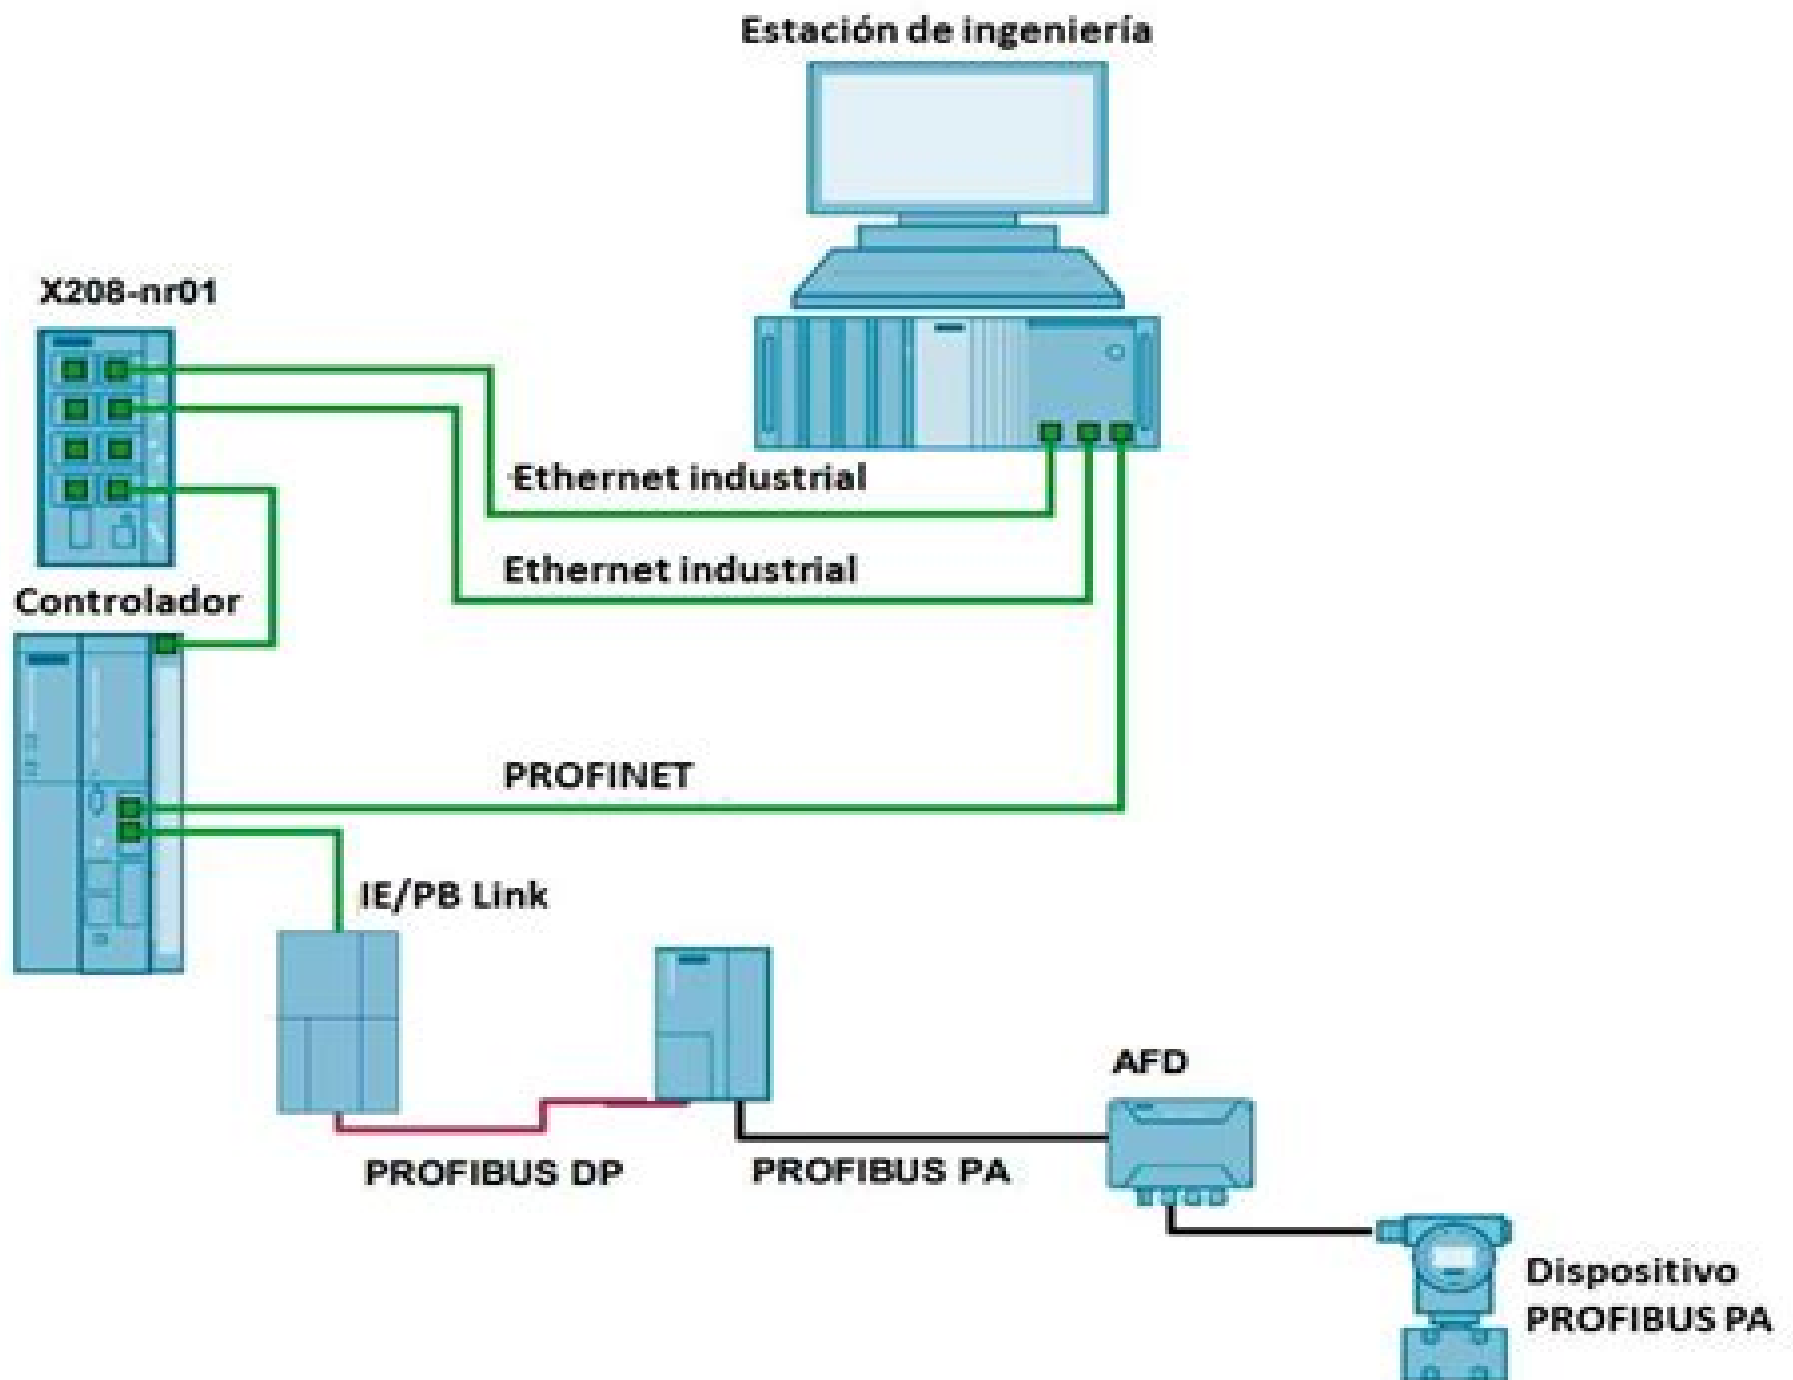 Estación de ingeniería
X208-nr01
Ethernet industrial
Ethernet industrial
Controlador
PROFINET
IE/PB Link
AFD
PROFIBUS DP
PROFIBUS PA
Dispositivo
PROFIBUS PA